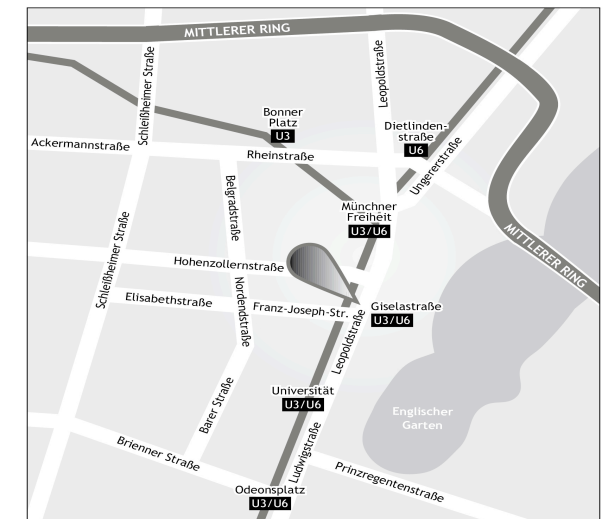 MITTLERER RING
Schleißheimer Straße
Leopoldstraße
Bonner
Platz
U3
Dietlinden-
straße
U6
Ackermannstraße
Rheinstraße
Ungererstraße
Belgradstraße
Münchner
Freiheit
U3/U6
MITTLERER RING
Schleißheimer Straße
Hohenzollernstraße
Nordendstraße
Elisabethstraße
Franz-Joseph-Str.
Giselastraße
U3/U6
Leopoldstraße
Universität
U3/U6
Barer Straße
Englischer
Garten
Brienner Straße
Ludwigstraße
Prinzregentenstraße
Odeonsplatz
U3/U6